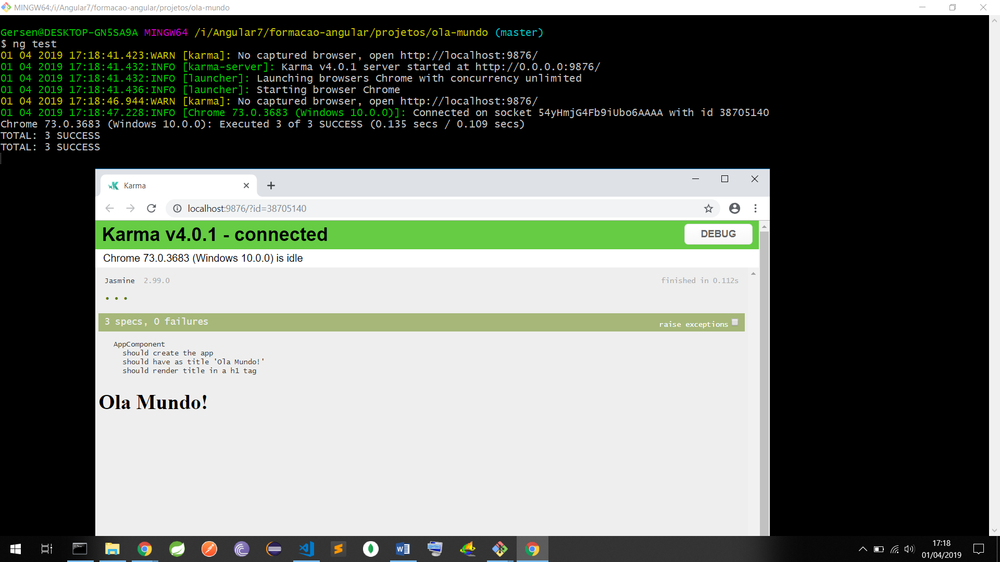 MINGW64:/i/Angular7/formacao-angular/projetos/ola-mundo
Gersen@DESKTOP-GN5SA9A MINGW64 /i/Angular7/formacao-angular/projetos/ola-mundo (master)
$ ng test
01 04 2019 17:18:41.423:WARN [karma]: No captured browser, open http://localhost:9876/
01 04 2019 17:18:41.432:INFO [karma-server]: Karma v4.0.1 server started at http://0.0.0.0:9876/
01 04 2019 17:18:41.432:INFO [launcher]: Launching browsers Chrome with concurrency unlimited
01 04 2019 17:18:41.436:INFO [launcher]: Starting browser Chrome
01 04 2019 17:18:46.944:WARN [karma]: No captured browser, open http://localhost:9876/
01 04 2019 17:18:47.228:INFO [Chrome 73.0.3683 (Windows 10.0.0)]: Connected on socket 54yHmjG4Fb9iUbo6AAAA with id 38705140
Chrome 73.0.3683 (Windows 10.0.0): Executed 3 of 3 SUCCESS (0.135 secs / 0.109 secs)
TOTAL: 3 SUCCESS
TOTAL: 3 SUCCESS
Karma
localhost:9876/?id=38705140
Karma v4.0.1 - connected
DEBUG
Chrome 73.0.3683 (Windows 10.0.0) is idle
Jasmine 2.99.0
finished in 0.112s
3 specs, 0 failures
raise exceptions
AppComponent
should create the app
should have as title 'Ola Mundo!'
should render title in a h1 tag
Ola Mundo!
17:18
01/04/2019